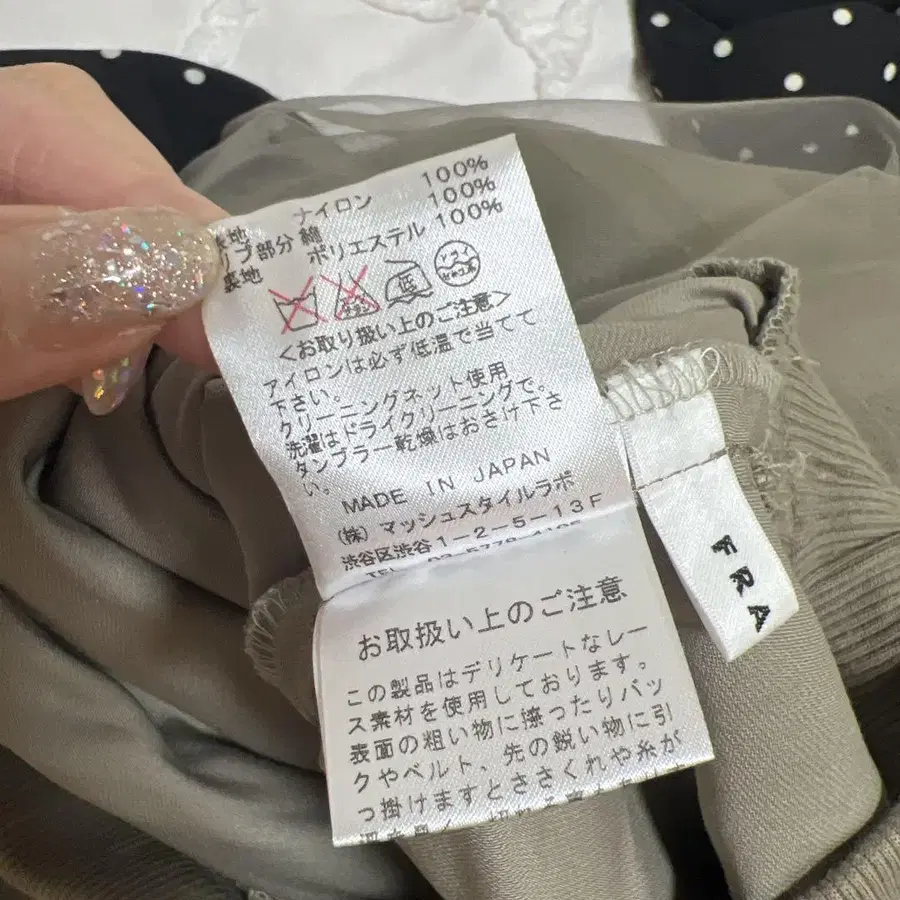 表地 ナイロン 100%
リブ部分 綿 100%
裏地 ポリエステル 100%
<お取り扱い上のご注意>
アイロンは必ず低温で当てて
下さい。
クリーニングネット使用
洗濯はドライクリーニングで。
タンブラー乾燥はおさけ下さ
い。
MADE IN JAPAN
(株) マッシュスタイルラボ
渋谷区渋谷1-2-5-13F
TEL 03-5778-4105
お取扱い上のご注意
この製品はデリケートなレー
ス素材を使用しております。
表面の粗い物に擦ったりバッ
クやベルト、先の鋭い物に引
っ掛けますとささくれや糸が
FRA